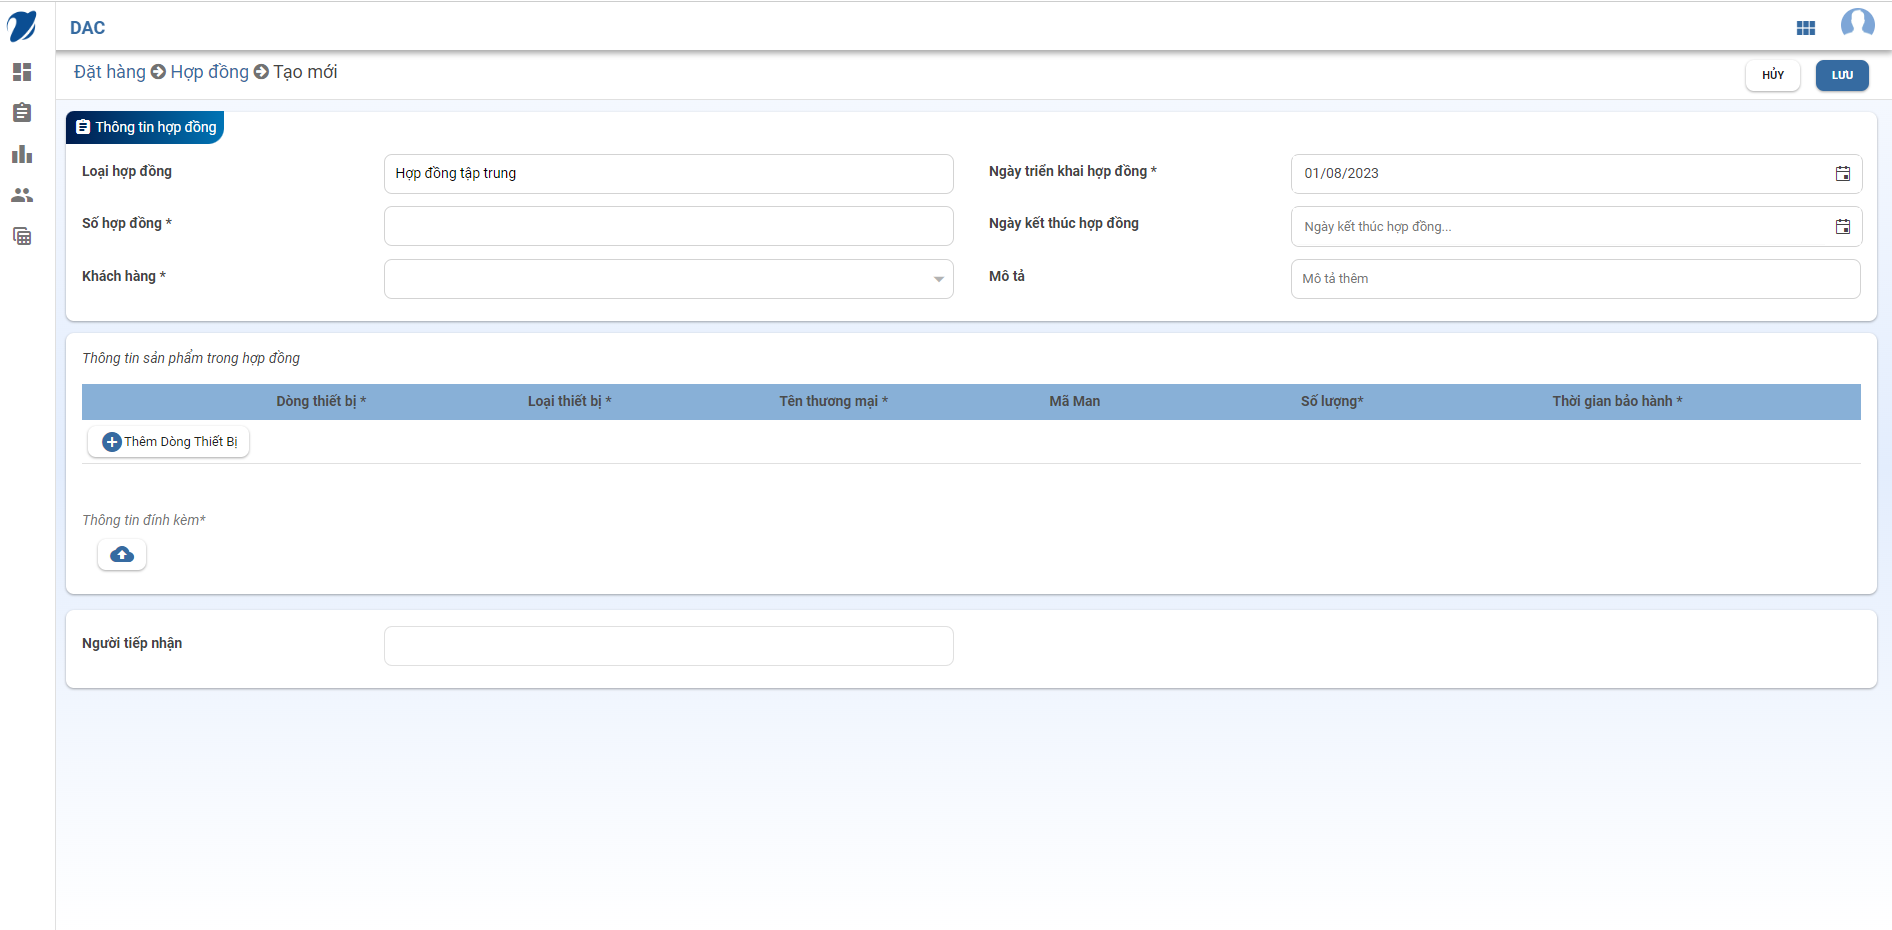 DAC
Đặt hàng Hợp đồng Tạo mới
HỦY
LƯU
Thông tin hợp đồng
Loại hợp đồng
Hợp đồng tập trung
Ngày triển khai hợp đồng *
01/08/2023
Số hợp đồng *
Ngày kết thúc hợp đồng
Ngày kết thúc hợp đồng...
Khách hàng *
Mô tả
Mô tả thêm
Thông tin sản phẩm trong hợp đồng
Dòng thiết bị * Loại thiết bị * Tên thương mại * Mã Man Số lượng* Thời gian bảo hành *
Thêm Dòng Thiết Bị
Thông tin đính kèm*
Người tiếp nhận